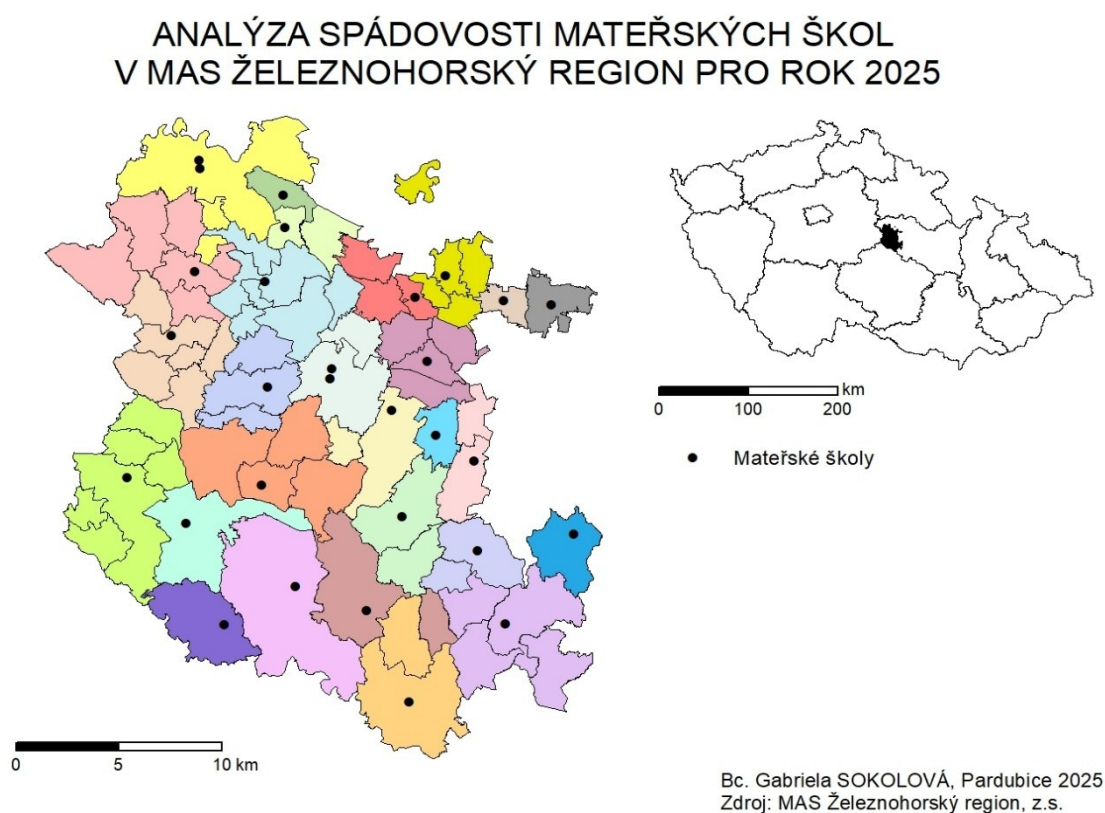 ANALÝZA SPÁDOVOSTI MATEŘSKÝCH ŠKOL
V MAS ŽELEZNOHORSKÝ REGION PRO ROK 2025
km
0 100 200
Mateřské školy
0 5 10 km
Bc. Gabriela SOKOLOVÁ, Pardubice 2025
Zdroj: MAS Železnohorský region, z.s.